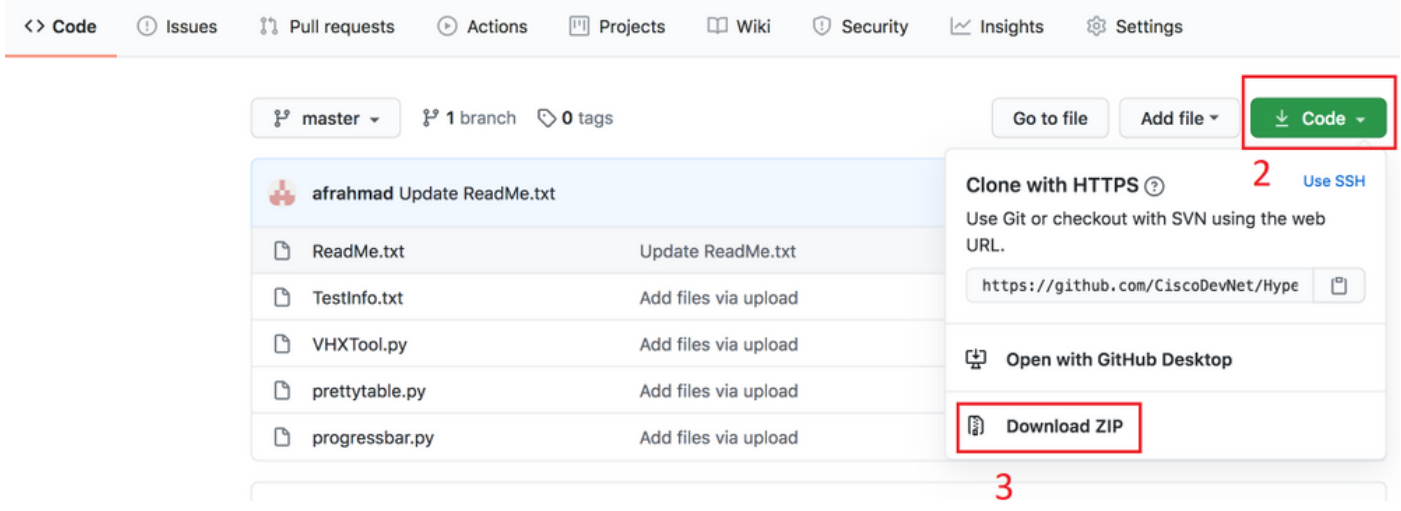 <> Code Issues Pull requests Actions Projects Wiki Security Insights Settings
master 1 branch 0 tags Go to file Add file Code
2
afrahmad Update ReadMe.txt
ReadMe.txt Update ReadMe.txt
TestInfo.txt Add files via upload
VHXTool.py Add files via upload
prettytable.py Add files via upload
progressbar.py Add files via upload
Clone with HTTPS ? Use SSH
Use Git or checkout with SVN using the web
URL.
https://github.com/CiscoDevNet/Hype
Open with GitHub Desktop
Download ZIP
3